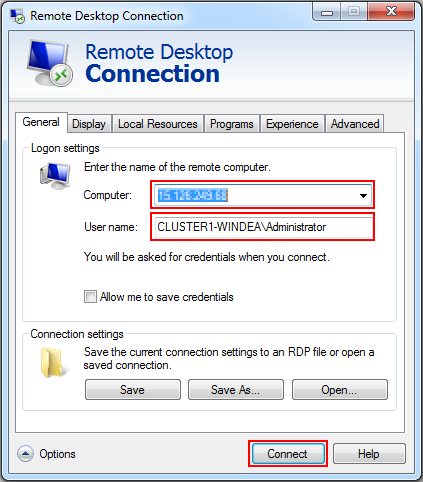 Remote Desktop Connection
Remote Desktop
Connection
General Display Local Resources Programs Experience Advanced
Logon settings
Enter the name of the remote computer.
Computer:
User name: CLUSTER1-WINDEA\Administrator
You will be asked for credentials when you connect.
Allow me to save credentials
Connection settings
Save the current connection settings to an RDP file or open a
saved connection.
Save Save As... Open...
Options Connect Help